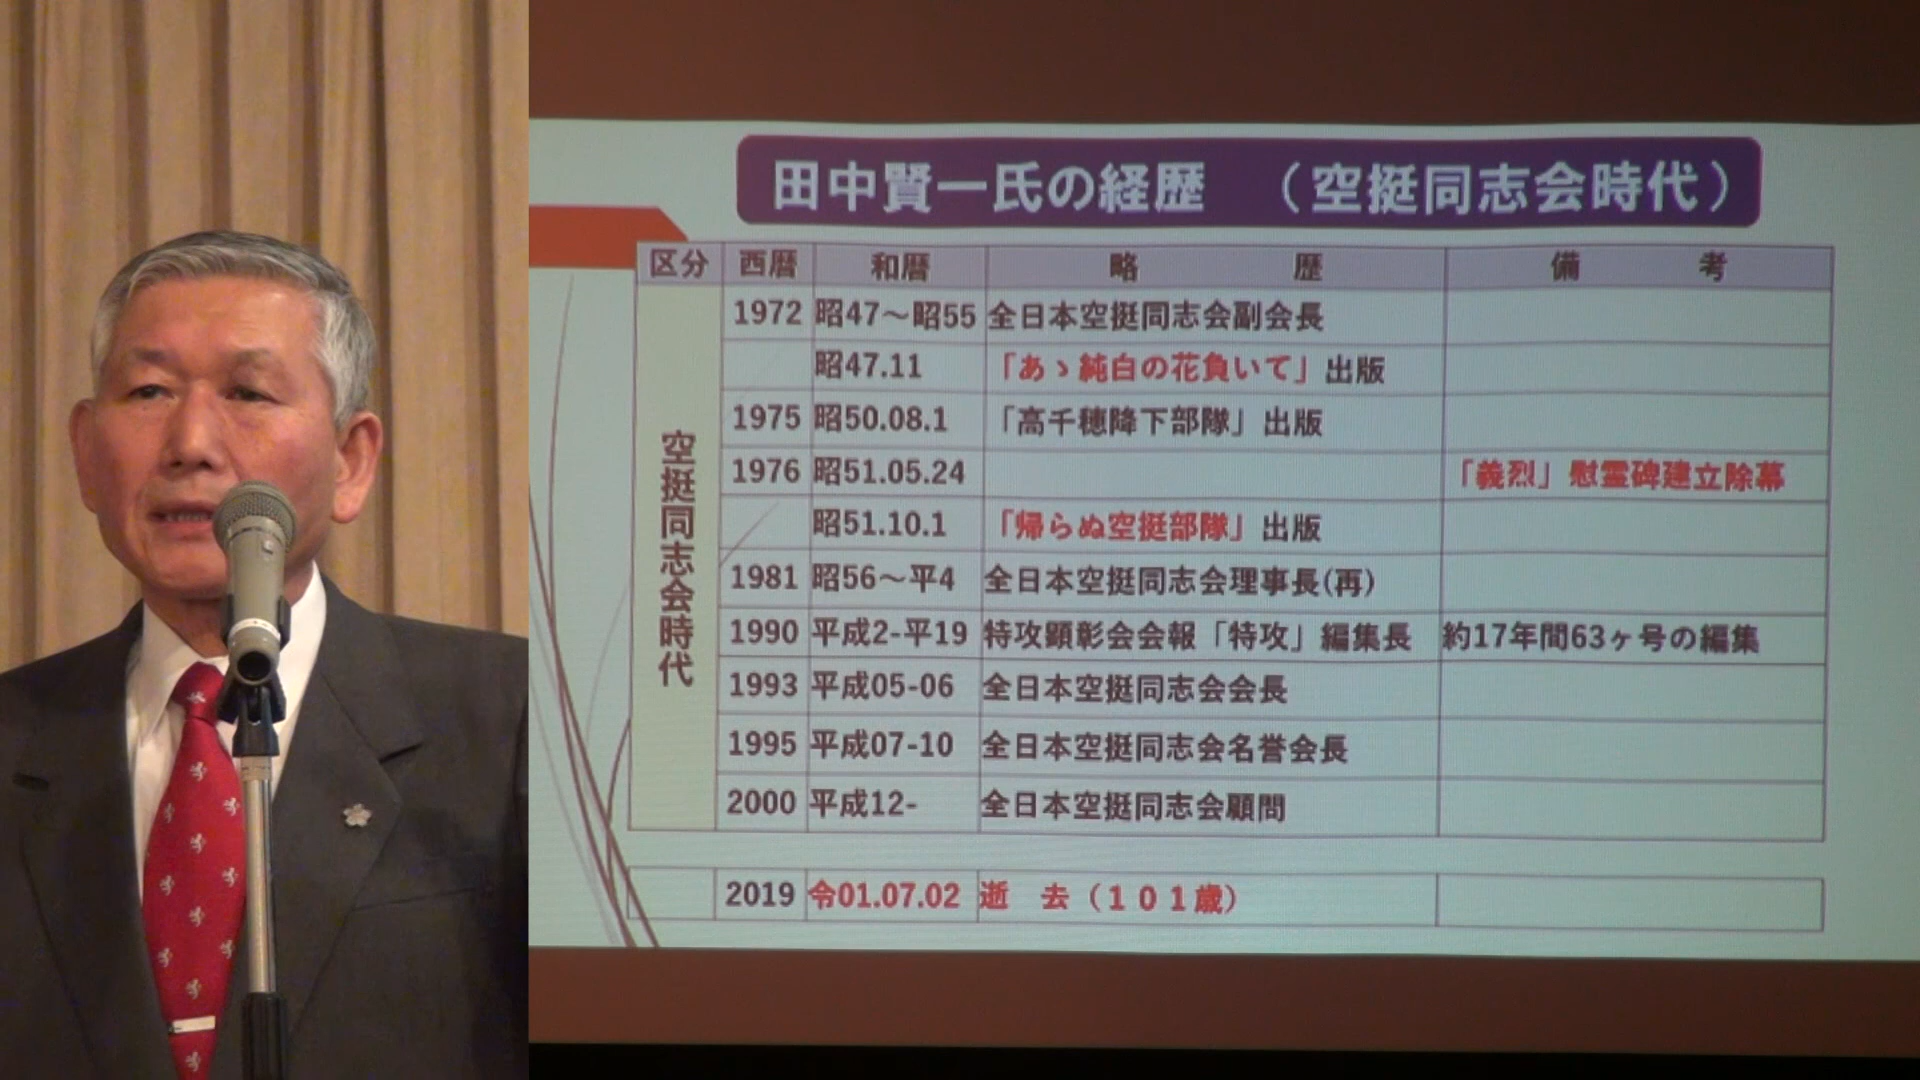 田中賢一氏の経歴　（空挺同志会時代）
区分 西暦 和暦 略歴 備考
空挺同志会時代
1972 昭47～昭55 全日本空挺同志会副会長
昭47.11 「あゝ純白の花負いて」出版
1975 昭50.08.1 「高千穂降下部隊」出版
1976 昭51.05.24 「義烈」慰霊碑建立除幕
昭51.10.1 「帰らぬ空挺部隊」出版
1981 昭56～平4 全日本空挺同志会理事長(再)
1990 平成2-平19 特攻顕彰会会報「特攻」編集長 約17年間63ヶ号の編集
1993 平成05-06 全日本空挺同志会会長
1995 平成07-10 全日本空挺同志会名誉会長
2000 平成12- 全日本空挺同志会顧問
2019 令01.07.02 逝　去（１０１歳）